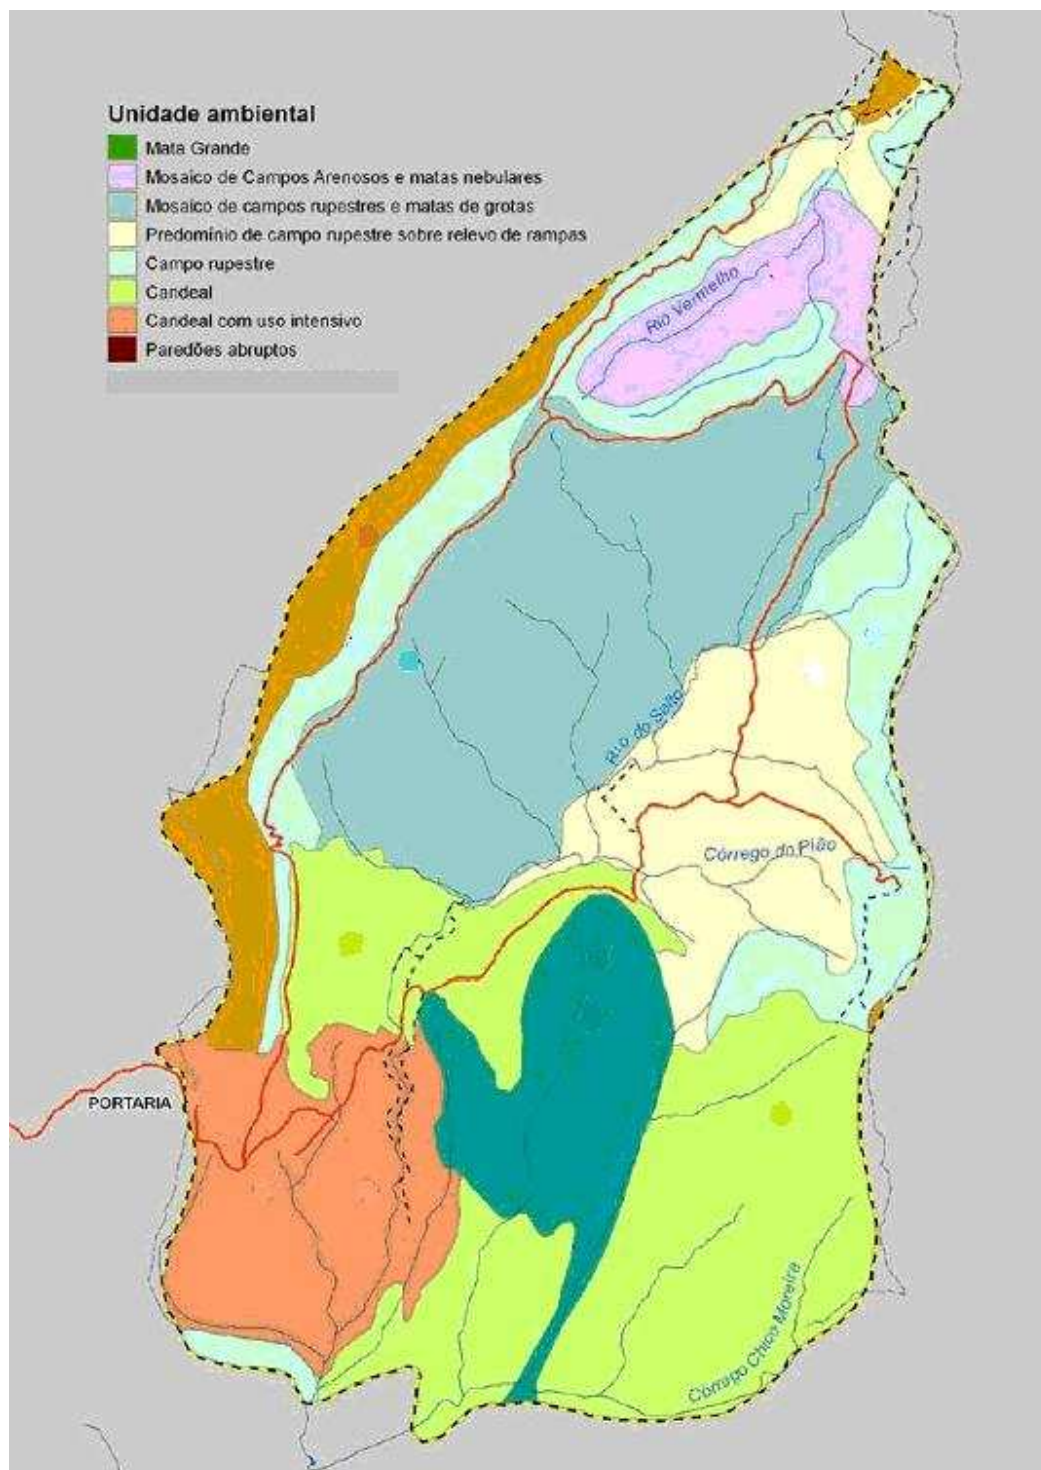 Unidade ambiental
Mata Grande
Mosaico de Campos Arenosos e matas nebulares
Mosaico de campos rupestres e matas de grotas
Predomínio de campo rupestre sobre relevo de rampas
Campo rupestre
Candeal
Candeal com uso intensivo
Paredões abruptos
Rio Vermelho
Rio do Salto
Córrego do Pião
PORTARIA
Córrego Chico Moreira